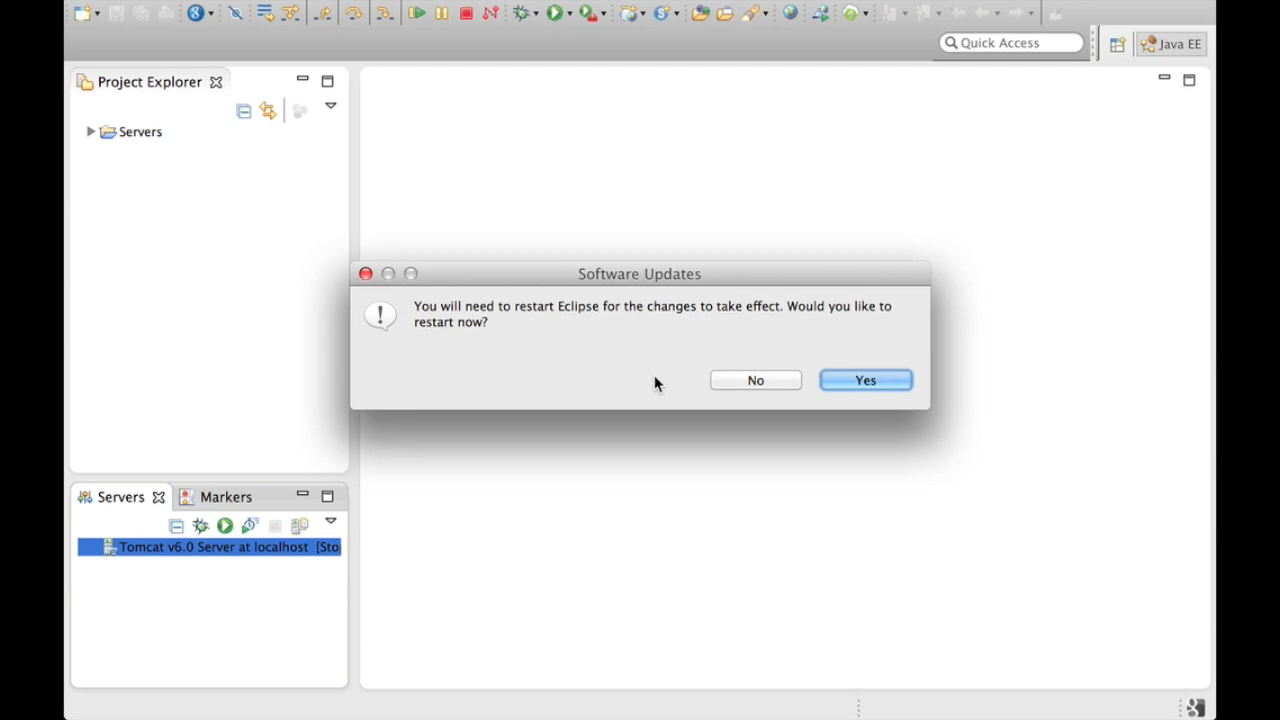 Quick Access
Java EE
Project Explorer
Servers
Software Updates
You will need to restart Eclipse for the changes to take effect. Would you like to
restart now?
No
Yes
Servers
Markers
Tomcat v6.0 Server at localhost [Sto